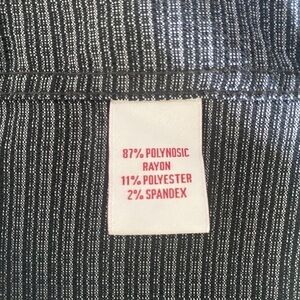 87% POLYNOSIC
RAYON
11% POLYESTER
2% SPANDEX